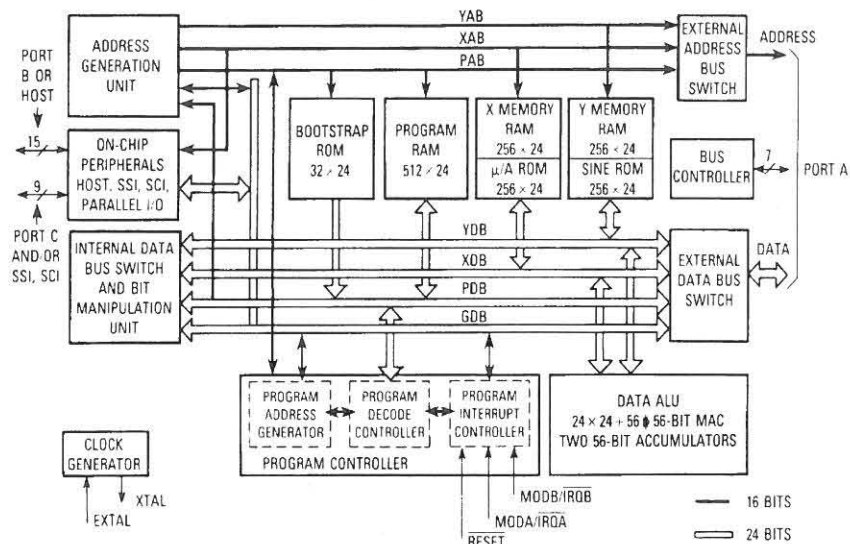 YAB
XAB
PAB
ADDRESS
GENERATION
UNIT
EXTERNAL
ADDRESS
BUS
SWITCH
ADDRESS
PORT
B OR
HOST
15
9
ON-CHIP
PERIPHERALS
HOST, SSI, SCI,
PARALLEL I/O
PORT C
AND/OR
SSI, SCI
BOOTSTRAP
ROM
32 × 24
PROGRAM
RAM
512 × 24
X MEMORY
RAM
256 × 24
μ/A ROM
256 × 24
Y MEMORY
RAM
256 × 24
SINE ROM
256 × 24
BUS
CONTROLLER
7
PORT A
INTERNAL DATA
BUS SWITCH
AND BIT
MANIPULATION
UNIT
YDB
XDB
PDB
GDB
EXTERNAL
DATA BUS
SWITCH
DATA
PROGRAM
ADDRESS
GENERATOR
PROGRAM
DECODE
CONTROLLER
PROGRAM
INTERRUPT
CONTROLLER
PROGRAM CONTROLLER
DATA ALU
24 × 24 + 56 56-BIT MAC
TWO 56-BIT ACCUMULATORS
CLOCK
GENERATOR
XTAL
EXTAL
MODB/IRQB
MODA/IRQA
RESET
16 BITS
24 BITS